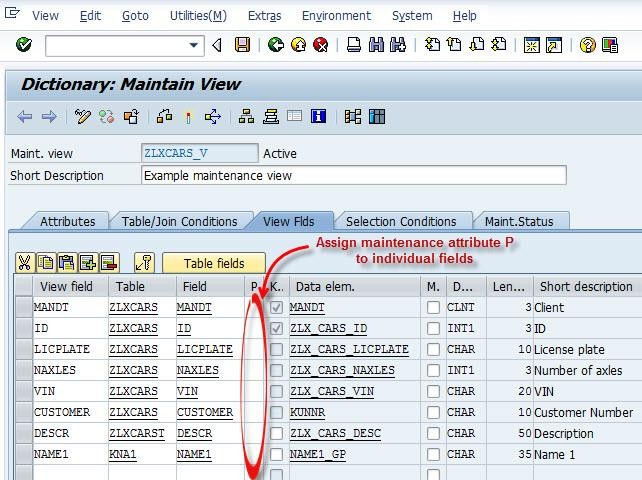 View Edit Goto Utilities(M) Extras Environment System Help
Dictionary: Maintain View
Maint. view ZLXCARS_V Active
Short Description Example maintenance view
Attributes Table/Join Conditions View Flds Selection Conditions Maint.Status
Assign maintenance attribute P
to individual fields
Table fields
View field Table Field P K.. Data elem. M. D... Len... Short description
MANDT ZLXCARS MANDT MANDT CLNT 3 Client
ID ZLXCARS ID ZLX_CARS_ID INT1 3 ID
LICPLATE ZLXCARS LICPLATE ZLX_CARS_LICPLATE CHAR 10 License plate
NAXLES ZLXCARS NAXLES ZLX_CARS_NAXLES INT1 3 Number of axles
VIN ZLXCARS VIN ZLX_CARS_VIN CHAR 20 VIN
CUSTOMER ZLXCARS CUSTOMER KUNNR CHAR 10 Customer Number
DESCR ZLXCARST DESCR ZLX_CARS_DESC CHAR 50 Description
NAME1 KNA1 NAME1 NAME1_GP CHAR 35 Name 1